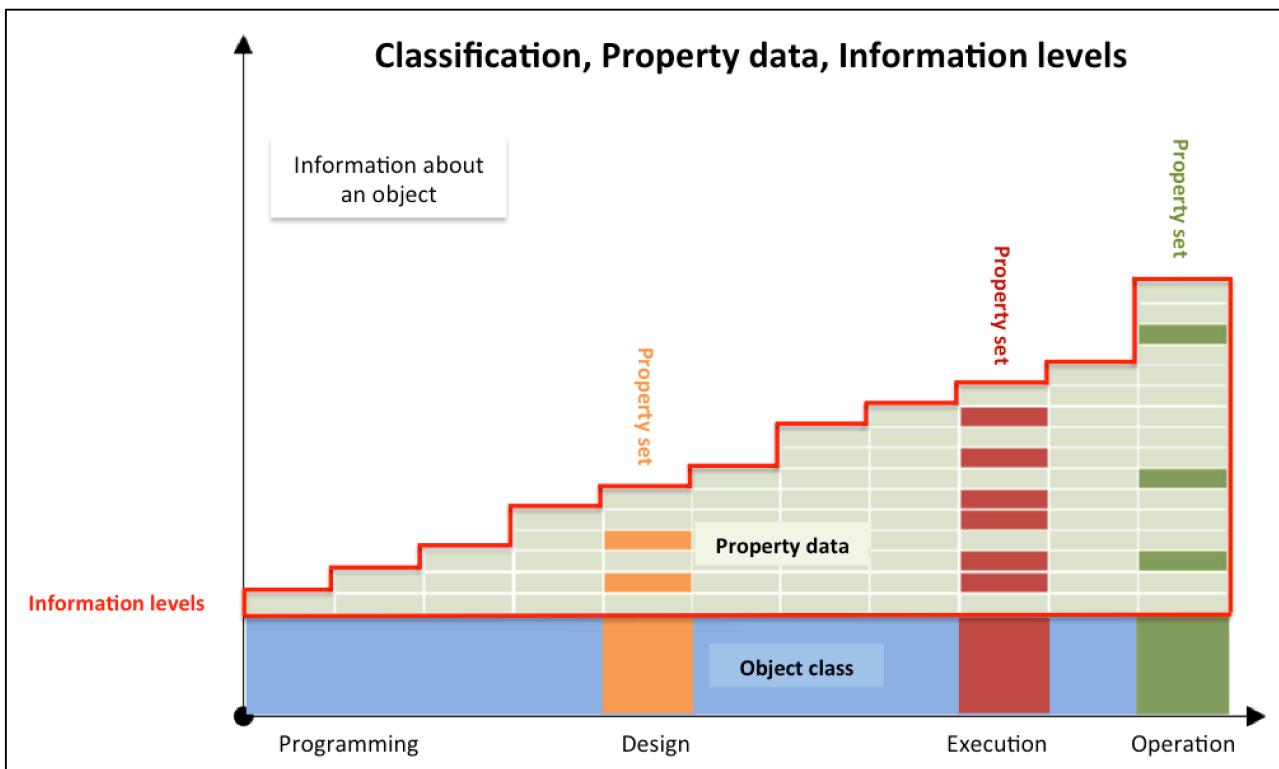 Classification, Property data, Information levels
Information about
an object
Property set
Property set
Property set
Property data
Information levels
Object class
Programming
Design
Execution
Operation